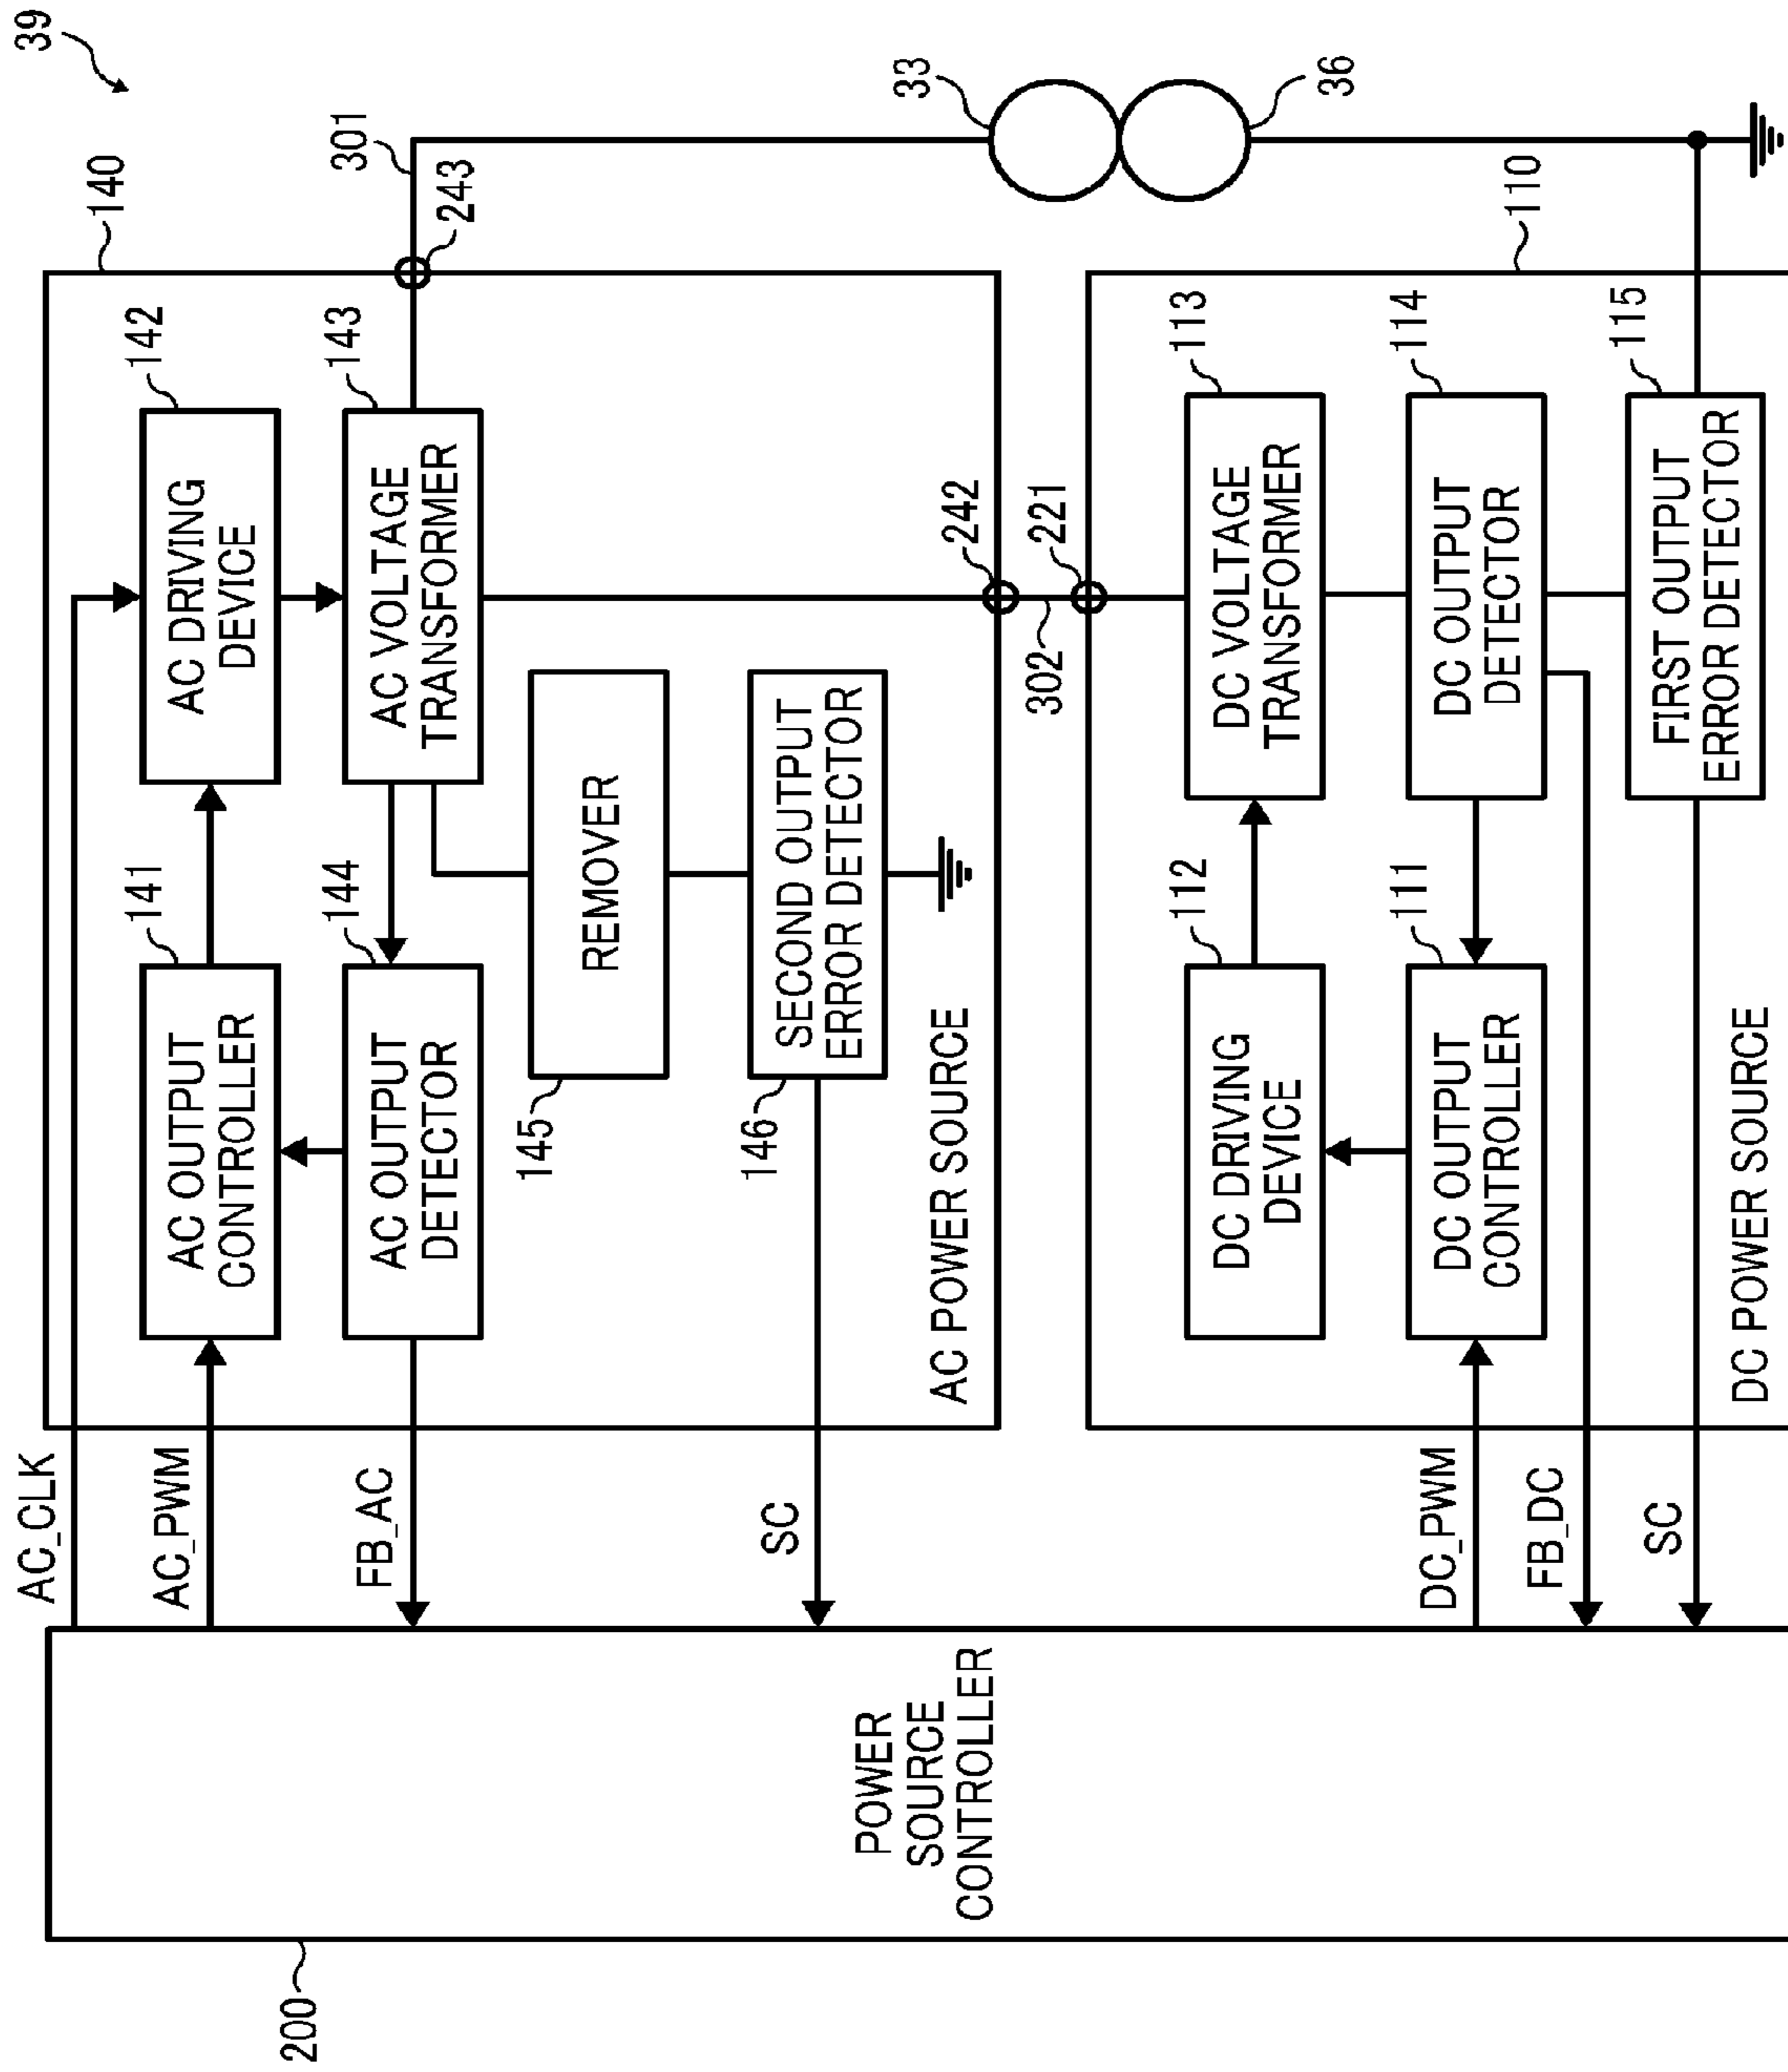 39
AC_CLK
140
AC_PWM
AC OUTPUT
CONTROLLER
141
AC DRIVING
DEVICE
142
301
243
FB_AC
AC OUTPUT
DETECTOR
144
AC VOLTAGE
TRANSFORMER
143
145
REMOVER
SC
146
SECOND OUTPUT
ERROR DETECTOR
AC POWER SOURCE
242
33
36
200
POWER
SOURCE
CONTROLLER
302
221
110
DC DRIVING
DEVICE
112
DC VOLTAGE
TRANSFORMER
113
DC_PWM
DC OUTPUT
CONTROLLER
111
DC OUTPUT
DETECTOR
114
FB_DC
SC
FIRST OUTPUT
ERROR DETECTOR
115
DC POWER SOURCE